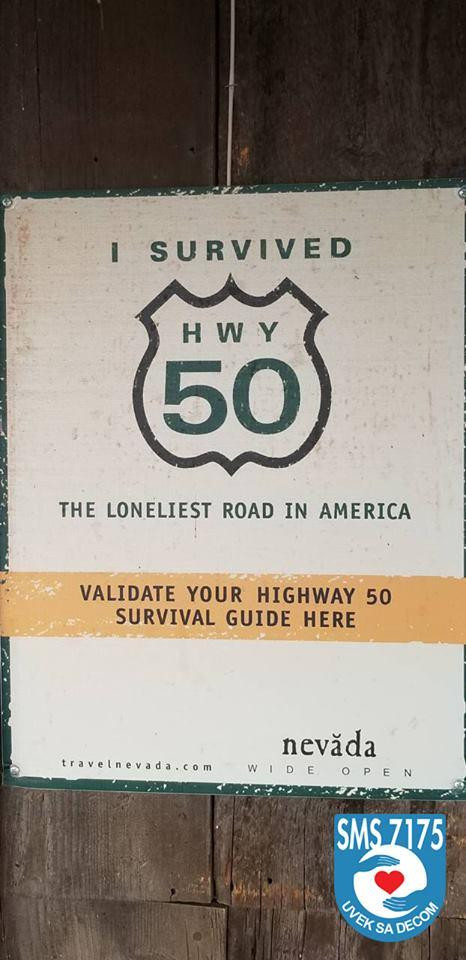 I SURVIVED
HWY
50
THE LONELIEST ROAD IN AMERICA
VALIDATE YOUR HIGHWAY 50
SURVIVAL GUIDE HERE
nevăda
travelnevada.com WIDE OPEN
SMS 7175
UVEK SA DECOM